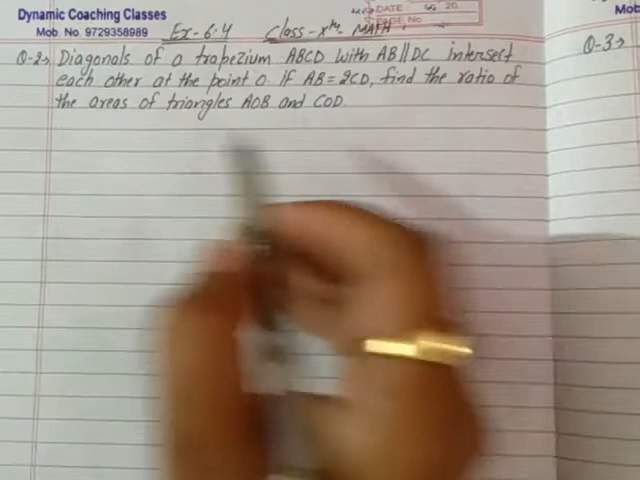 Dynamic Coaching Classes
Mob. No. 9729358989
Ex-6.4 Class-xth MATH
DATE:
PAGE No
Mob
Q-2→ Diagonals of a trapezium ABCD with AB∥DC intersect
each other at the point O. If AB=2CD, find the ratio of
the areas of triangles AOB and COD.
Q-3→